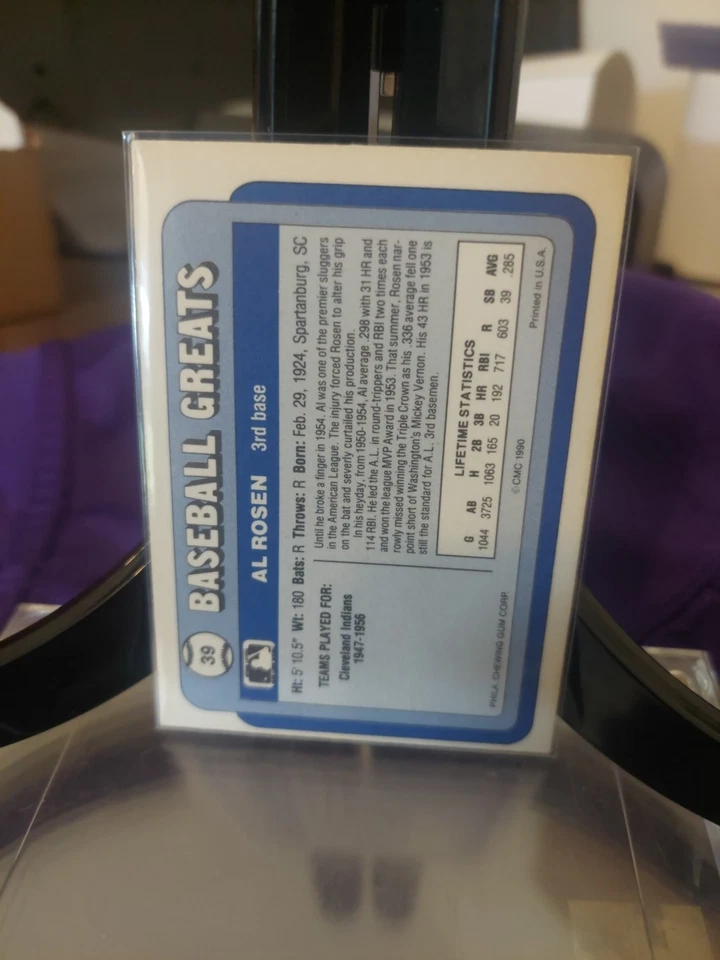 39
BASEBALL GREATS
AL ROSEN 3rd base
Ht: 5' 10.5" Wt: 180 Bats: R Throws: R Born: Feb. 29, 1924, Spartanburg, SC
TEAMS PLAYED FOR:
Cleveland Indians
1947-1956
Until he broke a finger in 1954, Al was one of the premier sluggers
in the American League. The injury forced Rosen to alter his grip
on the bat and severly curtailed his production.
In his heyday, from 1950-1954, Al average .298 with 31 HR and
114 RBI. He led the A.L. in round-trippers and RBI two times each
and won the league MVP Award in 1953. That summer, Rosen nar-
rowly missed winning the Triple Crown as his .336 average fell one
point short of Washington's Mickey Vernon. His 43 HR in 1953 is
still the standard for A.L. 3rd basemen.
LIFETIME STATISTICS
G AB H 2B 3B HR RBI R SB AVG
1044 3725 1063 165 20 192 717 603 39 .285
PHILA. CHEWING GUM CORP. © CMC 1990 Printed in U.S.A.